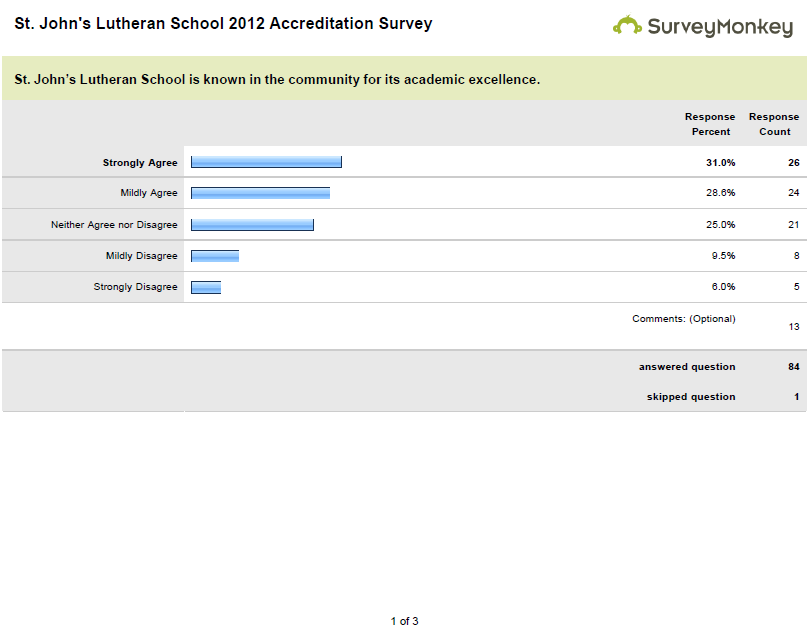 St. John's Lutheran School 2012 Accreditation Survey
SurveyMonkey
St. John's Lutheran School is known in the community for its academic excellence.
Response Percent Response Count
Strongly Agree 31.0% 26
Mildly Agree 28.6% 24
Neither Agree nor Disagree 25.0% 21
Mildly Disagree 9.5% 8
Strongly Disagree 6.0% 5
Comments: (Optional) 13
answered question 84
skipped question 1
1 of 3